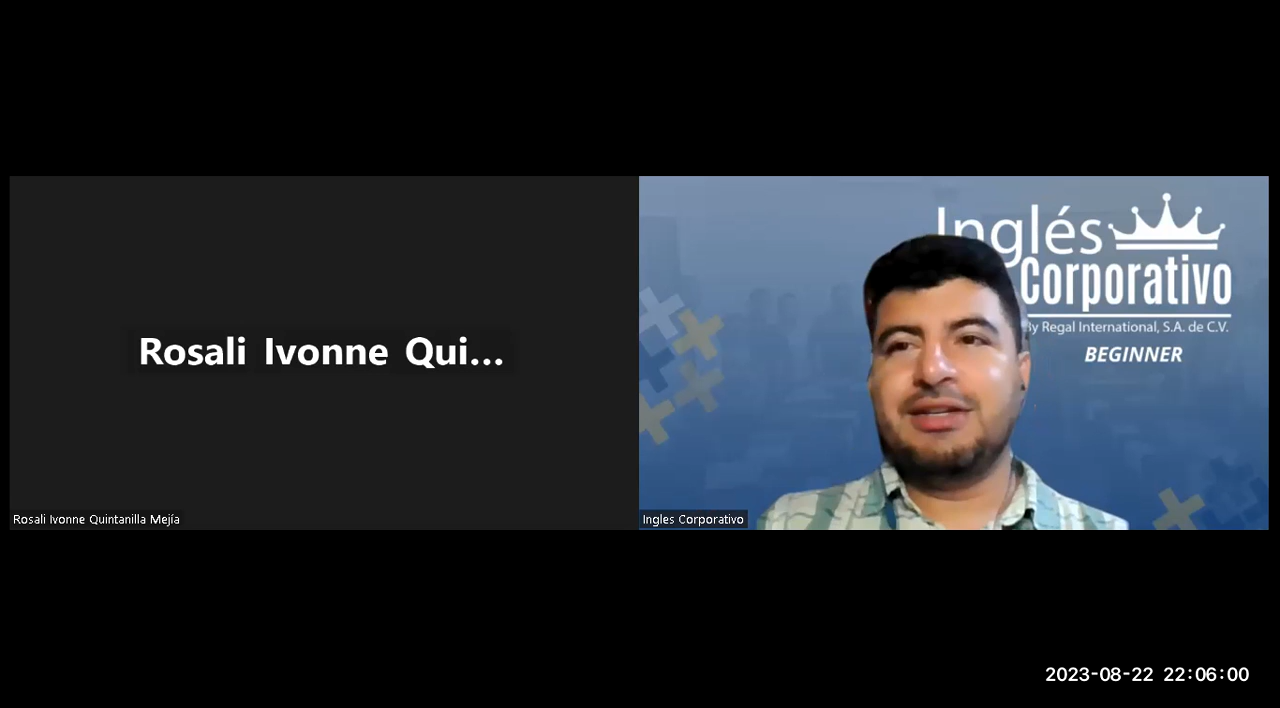 Rosali Ivonne Qui...
Rosali Ivonne Quintanilla Mejía
Inglés
Corporativo
By Regal International, S.A. de C.V.
BEGINNER
Ingles Corporativo
2023-08-22 22:06:00